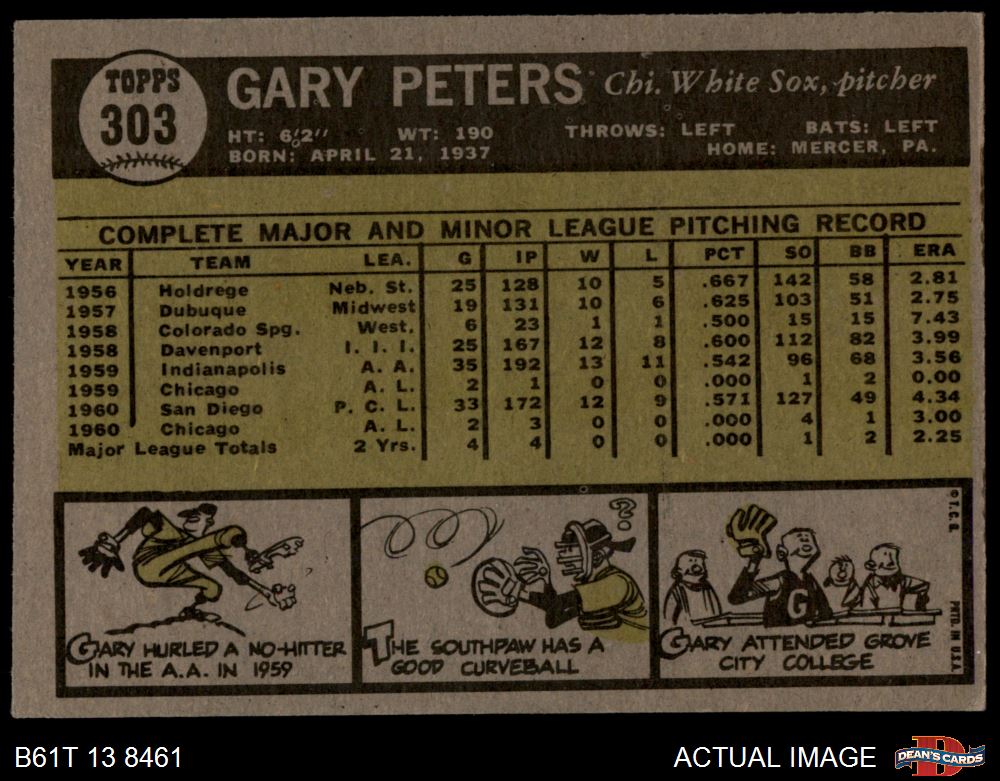 TOPPS
303
GARY PETERS Chi. White Sox, pitcher
HT: 6'2" WT: 190 THROWS: LEFT BATS: LEFT
BORN: APRIL 21, 1937 HOME: MERCER, PA.
COMPLETE MAJOR AND MINOR LEAGUE PITCHING RECORD
YEAR TEAM LEA. G IP W L PCT SO BB ERA
1956 Holdrege Neb. St. 25 128 10 5 .667 142 58 2.81
1957 Dubuque Midwest 19 131 10 6 .625 103 51 2.75
1958 Colorado Spg. West. 6 23 1 1 .500 15 15 7.43
1958 Davenport I. I. I. 25 167 12 8 .600 112 82 3.99
1959 Indianapolis A. A. 35 192 13 11 .542 96 68 3.56
1959 Chicago A. L. 2 1 0 0 .000 1 2 0.00
1960 San Diego P. C. L. 33 172 12 9 .571 127 49 4.34
1960 Chicago A. L. 2 3 0 0 .000 4 1 3.00
Major League Totals 2 Yrs. 4 4 0 0 .000 1 2 2.25
GARY HURLED A NO-HITTER
IN THE A.A. IN 1959
?
THE SOUTHPAW HAS A
GOOD CURVEBALL
G
GARY ATTENDED GROVE
CITY COLLEGE
© T. C. G.
PRTD. IN U.S.A.
B61T 13 8461
ACTUAL IMAGE
D
DEAN'S CARDS